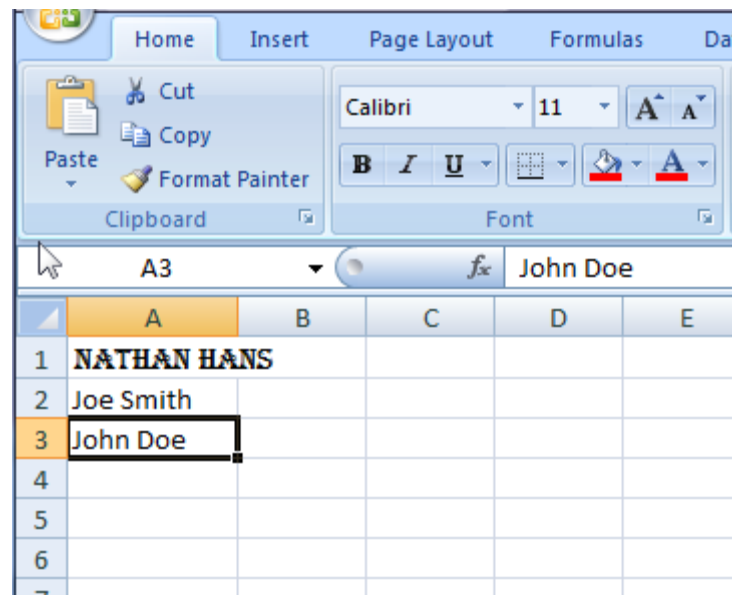 Home Insert Page Layout Formulas Da
Cut
Copy
Paste
Format Painter
Clipboard
Calibri 11 A A
B I U A
Font
A3 fx John Doe
A B C D E
1 NATHAN HANS
2 Joe Smith
3 John Doe
4
5
6